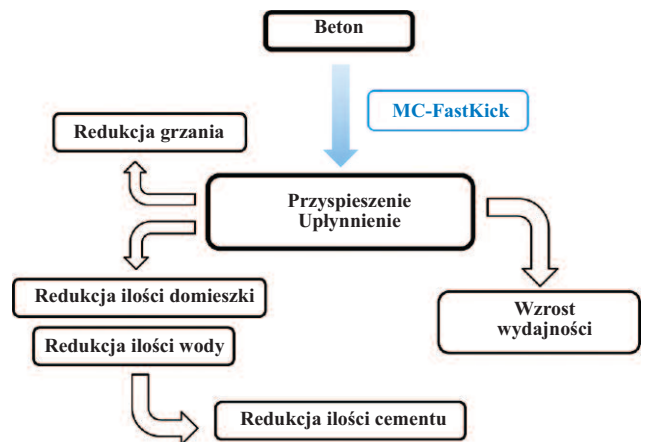 Beton
MC-FastKick
Redukcja grzania
Przyspieszenie
Upłynnienie
Redukcja ilości domieszki
Wzrost
wydajności
Redukcja ilości wody
Redukcja ilości cementu